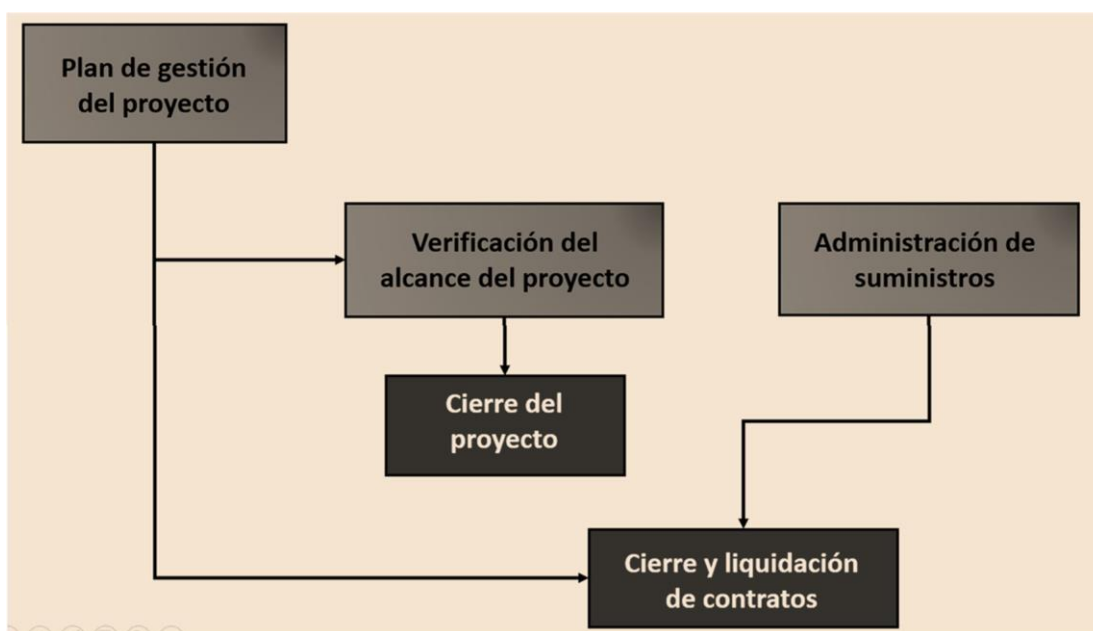 Plan de gestión
del proyecto
Verificación del
alcance del proyecto
Administración de
suministros
Cierre del
proyecto
Cierre y liquidación
de contratos